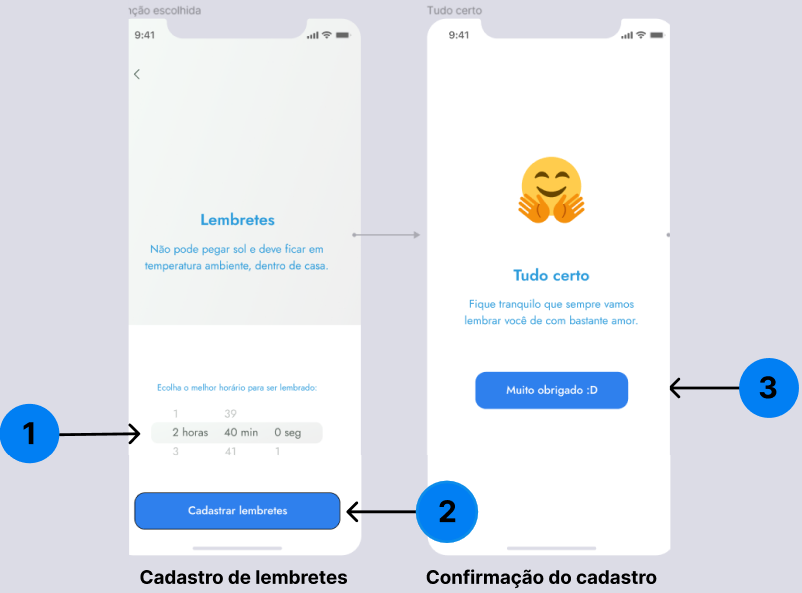 nção escolhida
9:41
Lembretes
Não pode pegar sol e deve ficar em
temperatura ambiente, dentro de casa.
Ecolha o melhor horário para ser lembrado:
1 39
2 horas 40 min 0 seg
3 41 1
Cadastrar lembretes
Cadastro de lembretes
Tudo certo
9:41
Tudo certo
Fique tranquilo que sempre vamos
lembrar você de com bastante amor.
Muito obrigado :D
Confirmação do cadastro
1
2
3